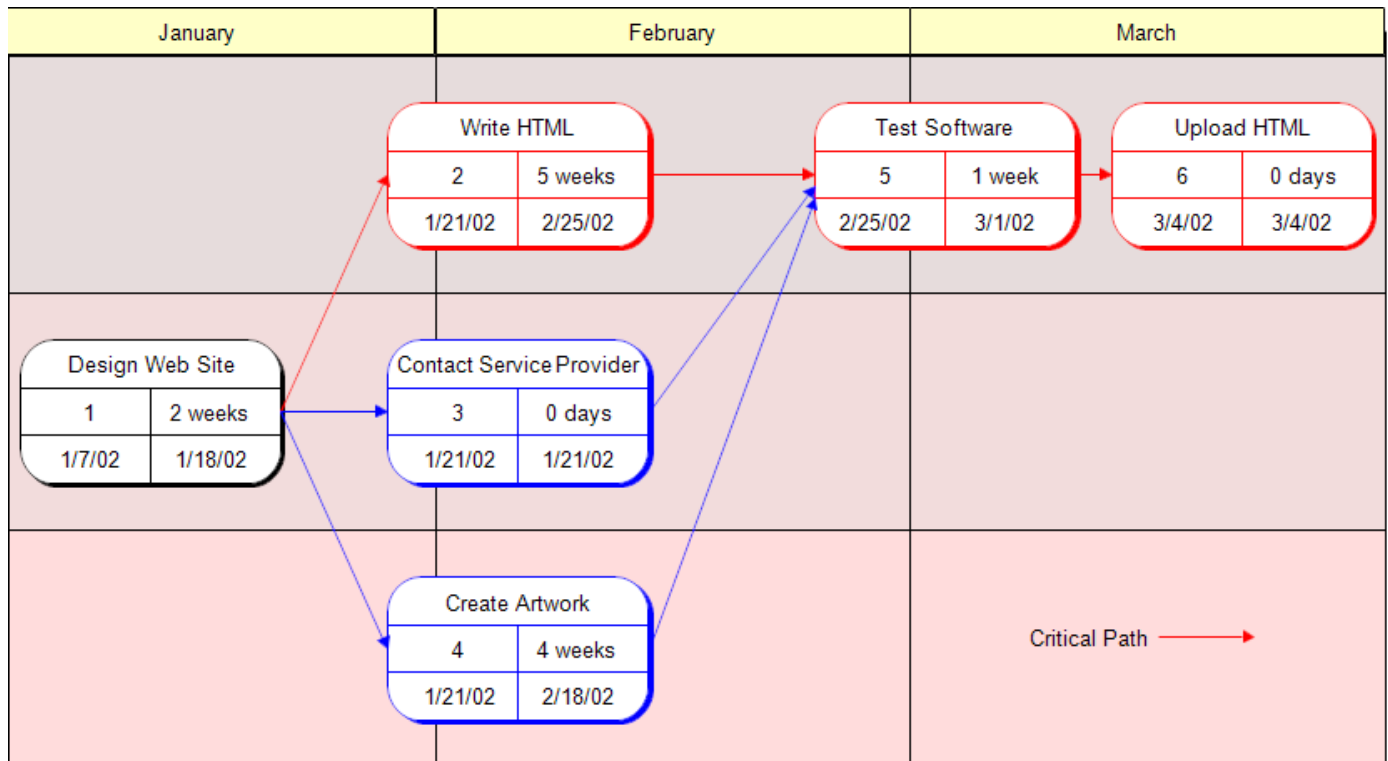 January February March
Write HTML
2 5 weeks
1/21/02 2/25/02
Test Software
5 1 week
2/25/02 3/1/02
Upload HTML
6 0 days
3/4/02 3/4/02
Design Web Site
1 2 weeks
1/7/02 1/18/02
Contact Service Provider
3 0 days
1/21/02 1/21/02
Create Artwork
4 4 weeks
1/21/02 2/18/02
Critical Path